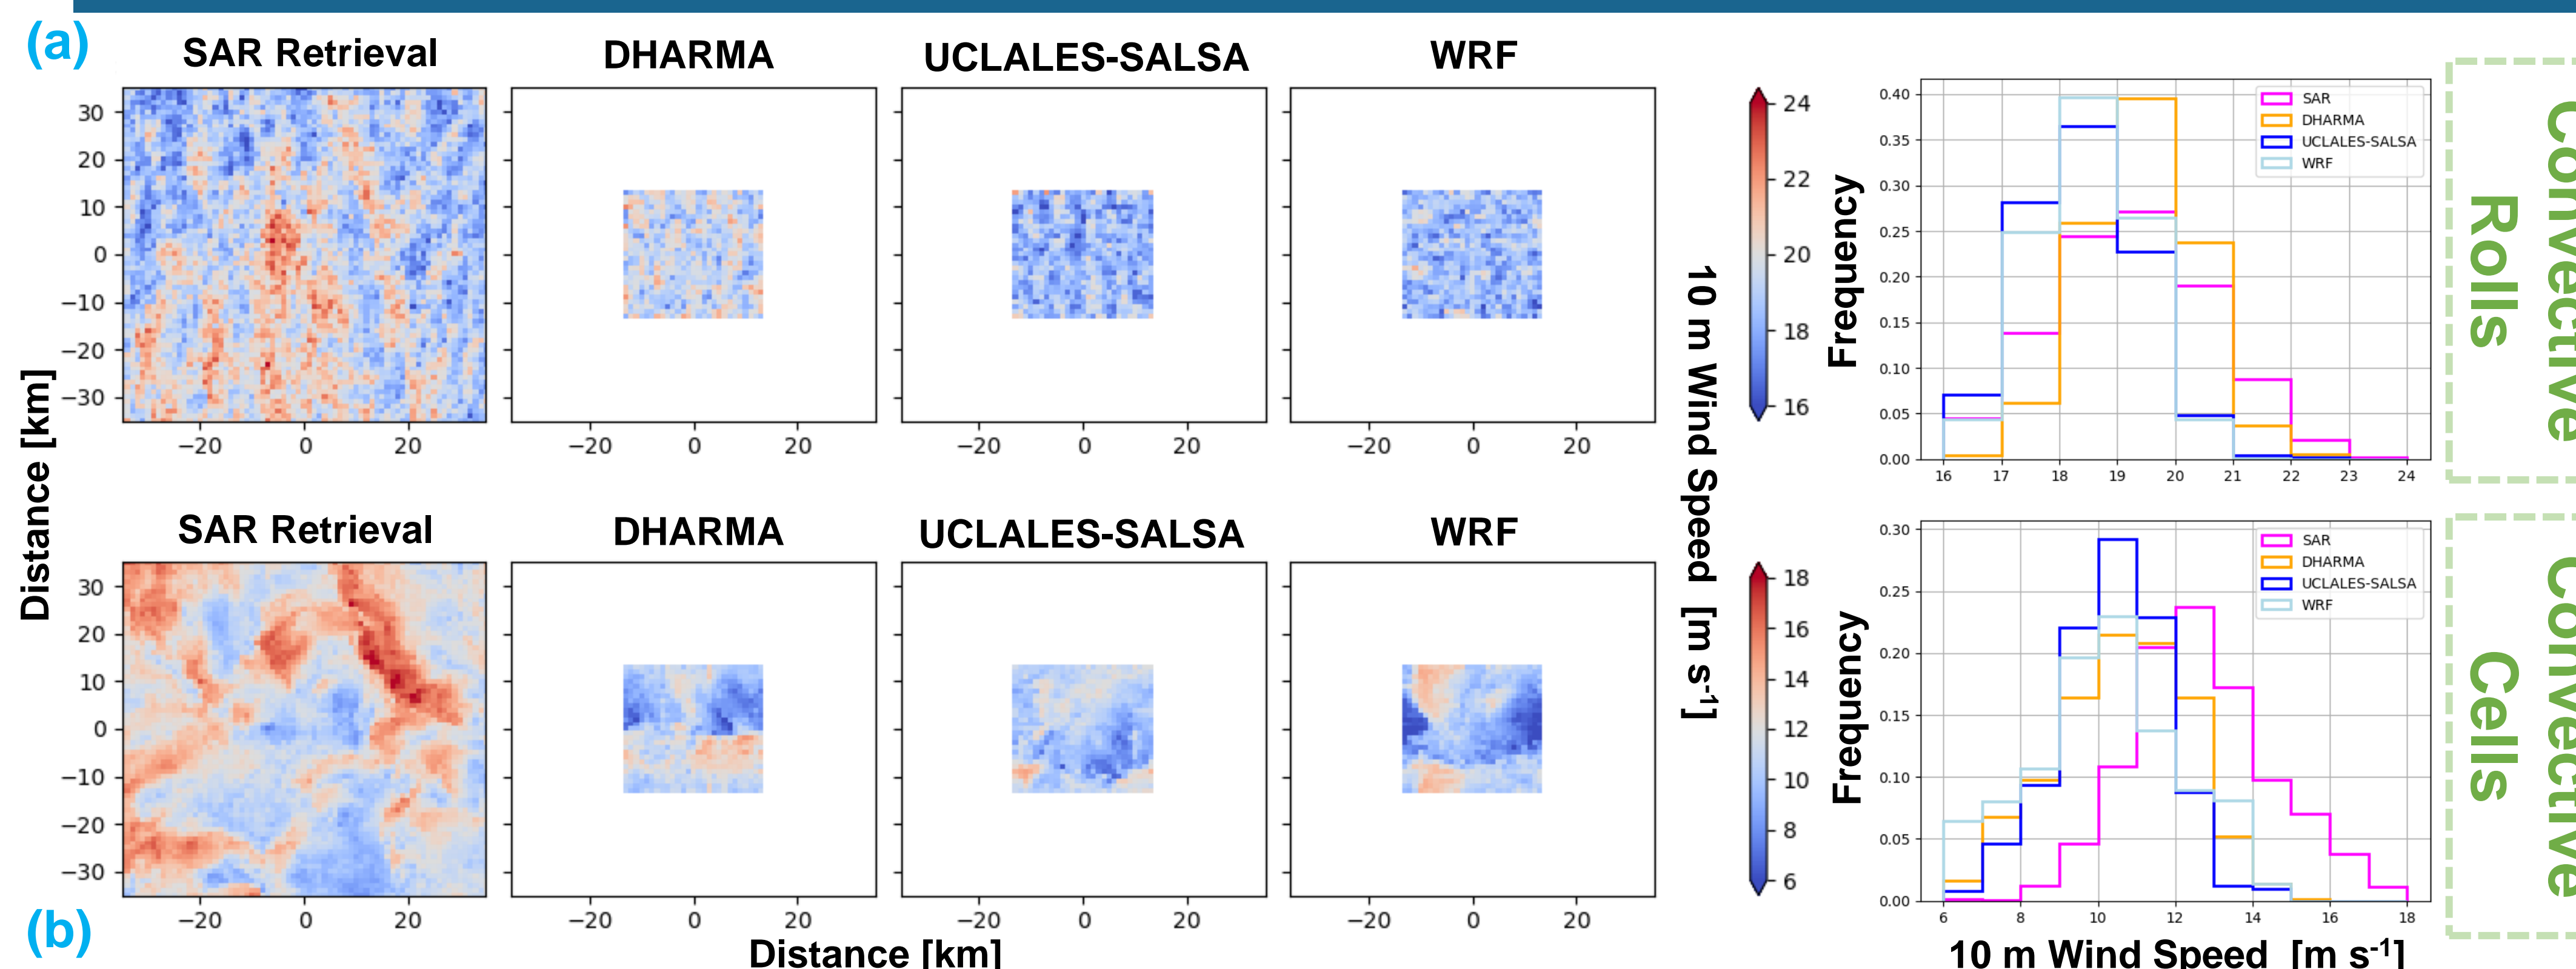 (a)
SAR Retrieval
DHARMA
UCLALES-SALSA
WRF
30
20
10
0
−10
−20
−30
−20 0 20
−20 0 20
−20 0 20
−20 0 20
24
22
20
18
16
Frequency
0.40
0.35
0.30
0.25
0.20
0.15
0.10
0.05
0.00
16 17 18 19 20 21 22 23 24
SAR
DHARMA
UCLALES-SALSA
WRF
Convective
Rolls
Distance [km]
10 m Wind Speed [m s-1]
SAR Retrieval
DHARMA
UCLALES-SALSA
WRF
30
20
10
0
−10
−20
−30
−20 0 20
−20 0 20
−20 0 20
−20 0 20
18
16
14
12
10
8
6
Frequency
0.30
0.25
0.20
0.15
0.10
0.05
0.00
6 8 10 12 14 16 18
SAR
DHARMA
UCLALES-SALSA
WRF
Convective
Cells
(b)
Distance [km]
10 m Wind Speed [m s-1]